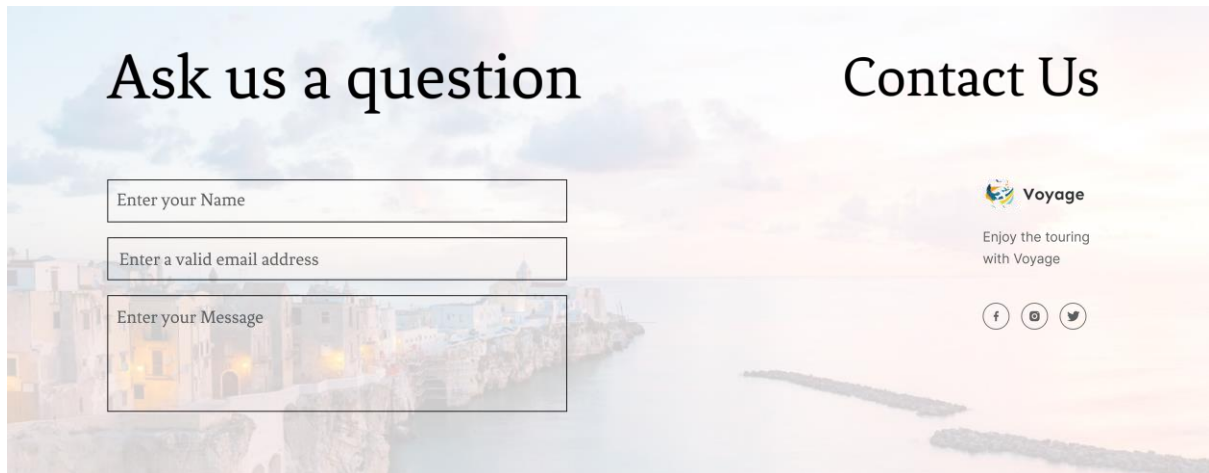 Ask us a question
Enter your Name
Enter a valid email address
Enter your Message
Contact Us
Voyage
Enjoy the touring
with Voyage